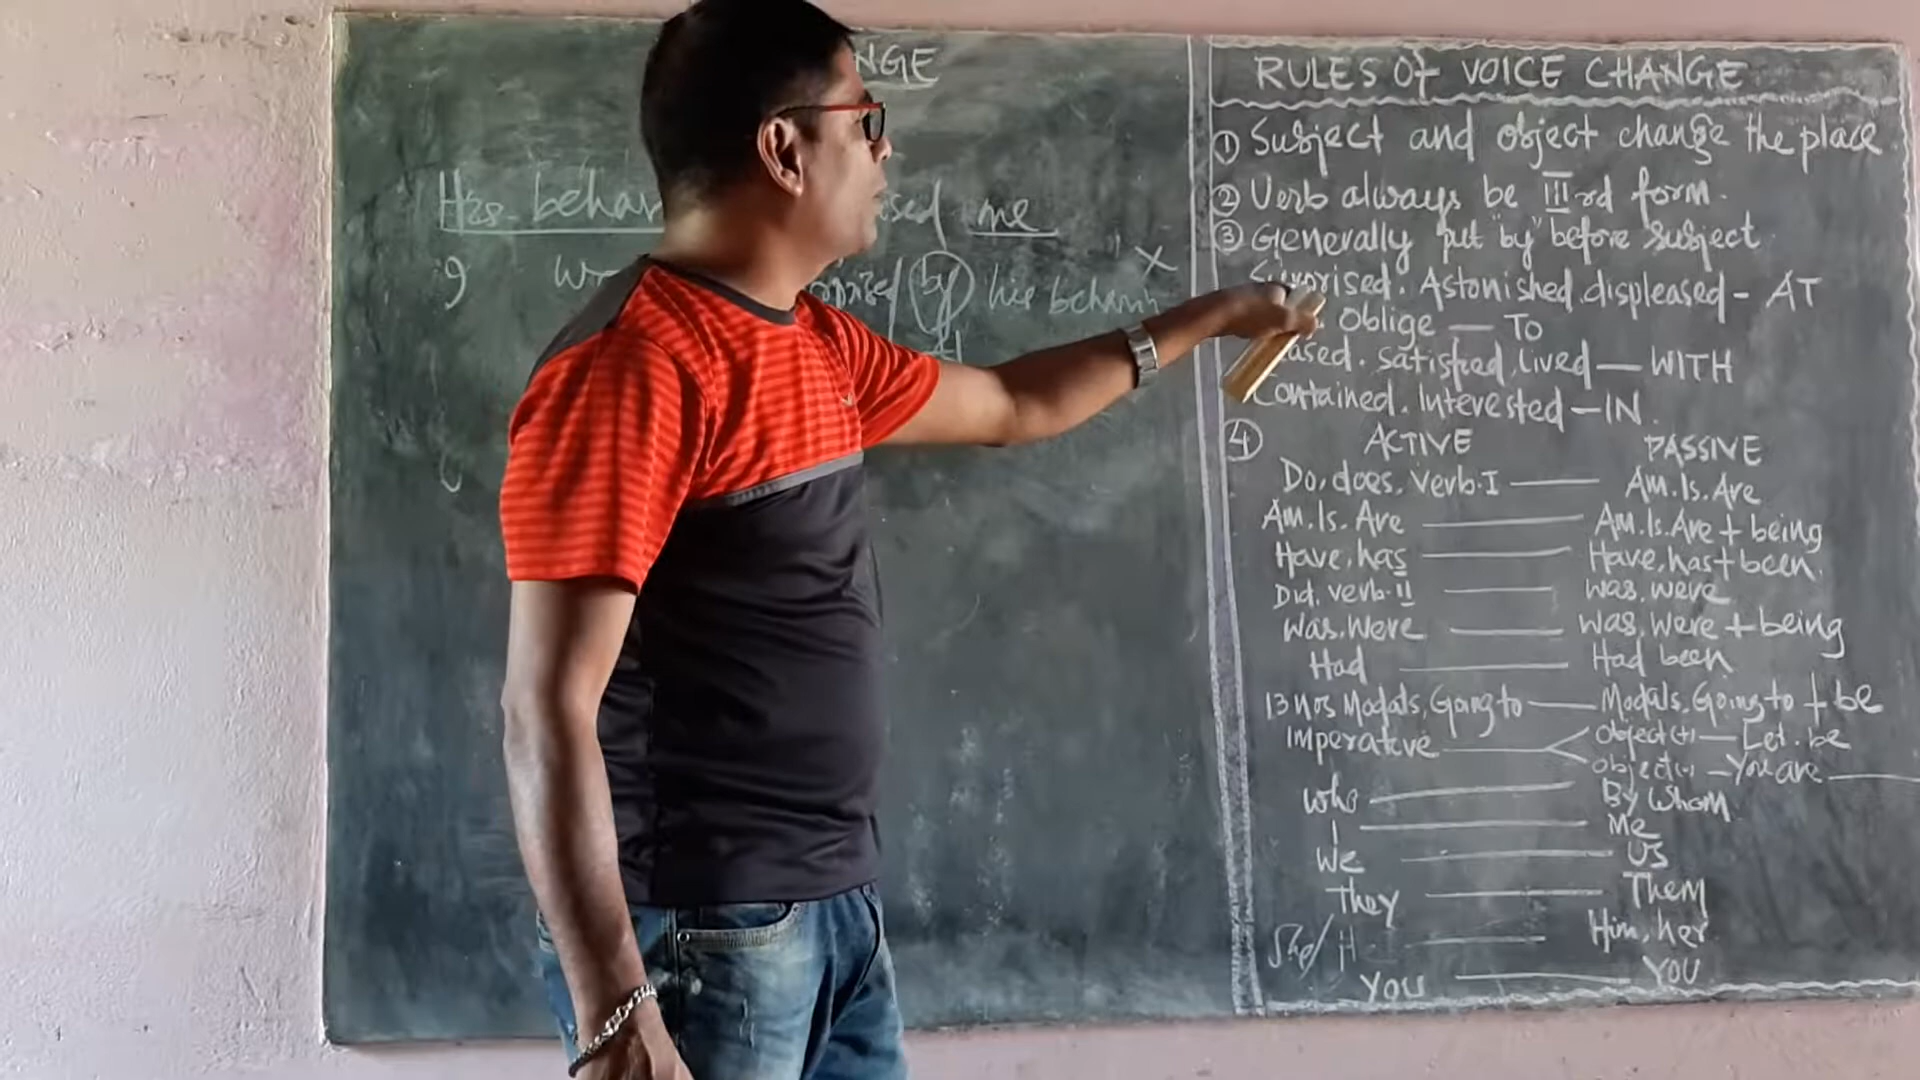 NGE
His behav sed me
I w by his behavi
RULES Of VOICE CHANGE
① Subject and object change the place.
② Verb always be IIIrd form.
③ Generally put "by" before subject
Surprised. Astonished. displeased - AT
Oblige — To
ased. Satisfied, Lived — WITH
Contained. Interested — IN.
④ ACTIVE PASSIVE
Do, does, Verb-I — Am. Is. Are
Am. Is. Are — Am. Is. Are + being
Have, has — Have, has + been.
Did. verb-II — was. were
Was. Were — Was. Were + being
Had — Had been
13 nos Modals, Going to — Modals, Going to + be
Imperative — Object(+) — Let. be
Object(-) — You are —
Who — By Whom
I — Me
We — Us
They — Them
She/H — Him, her
YOU — YOU